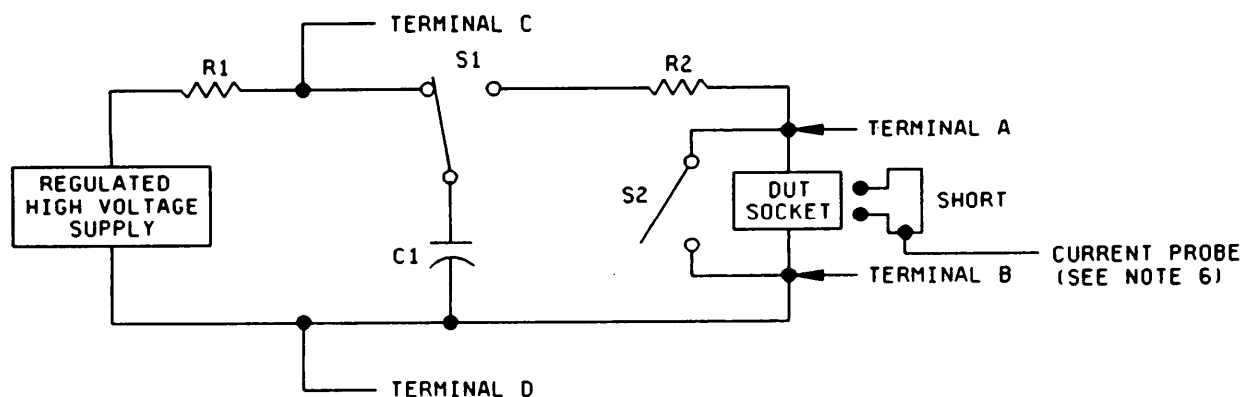 TERMINAL C
S1
R1
R2
TERMINAL A
REGULATED
HIGH VOLTAGE
SUPPLY
S2
DUT
SOCKET
SHORT
C1
CURRENT PROBE
(SEE NOTE 6)
TERMINAL B
TERMINAL D